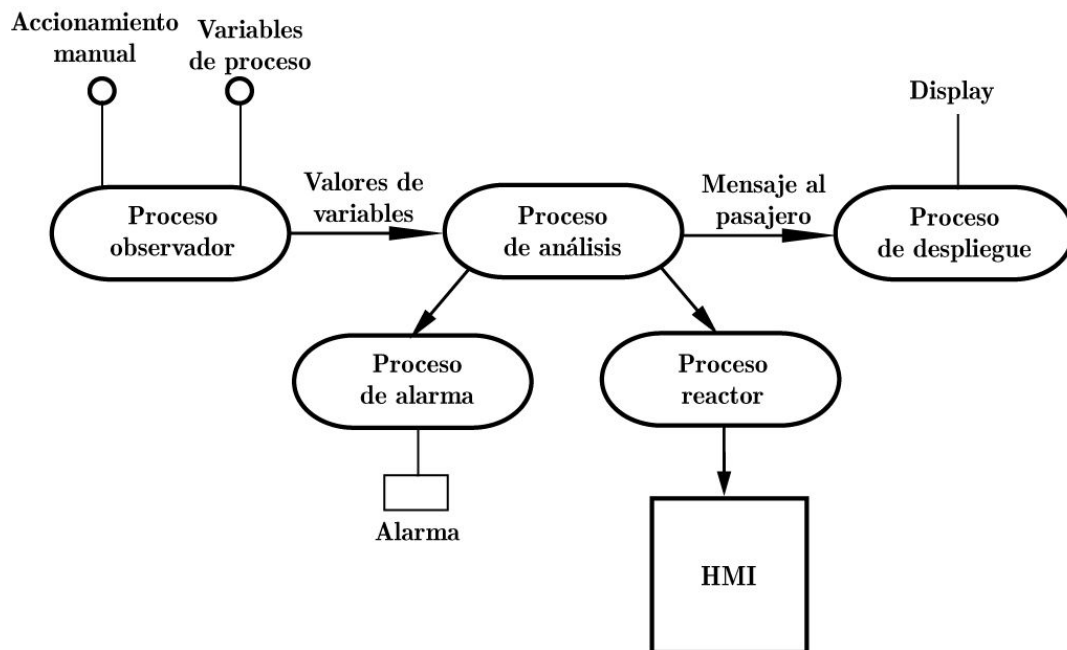 Accionamiento
manual
Variables
de proceso
Display
Valores de
variables
Mensaje al
pasajero
Proceso
observador
Proceso
de análisis
Proceso
de despliegue
Proceso
de alarma
Proceso
reactor
Alarma
HMI